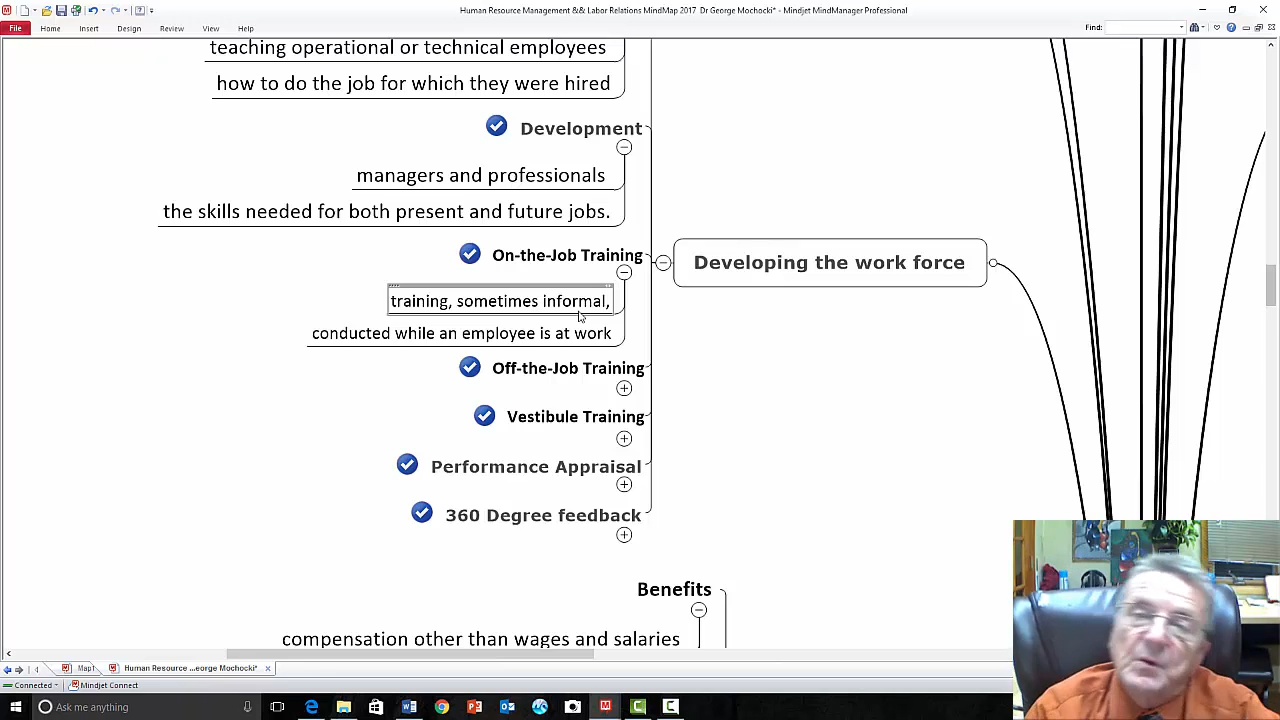 Human Resource Management && Labor Relations MindMap 2017 Dr George Mochocki* - Mindjet MindManager Professional
File Home Insert Design Review View Find:
teaching operational or technical employees
how to do the job for which they were hired
Development
managers and professionals
the skills needed for both present and future jobs.
On-the-Job Training
Developing the work force
training, sometimes informal,
conducted while an employee is at work
Off-the-Job Training
Vestibule Training
Performance Appraisal
360 Degree feedback
Benefits
compensation other than wages and salaries
Map1 Human Resource ...eorge Mochocki*
Connected Mindjet Connect
Ask me anything